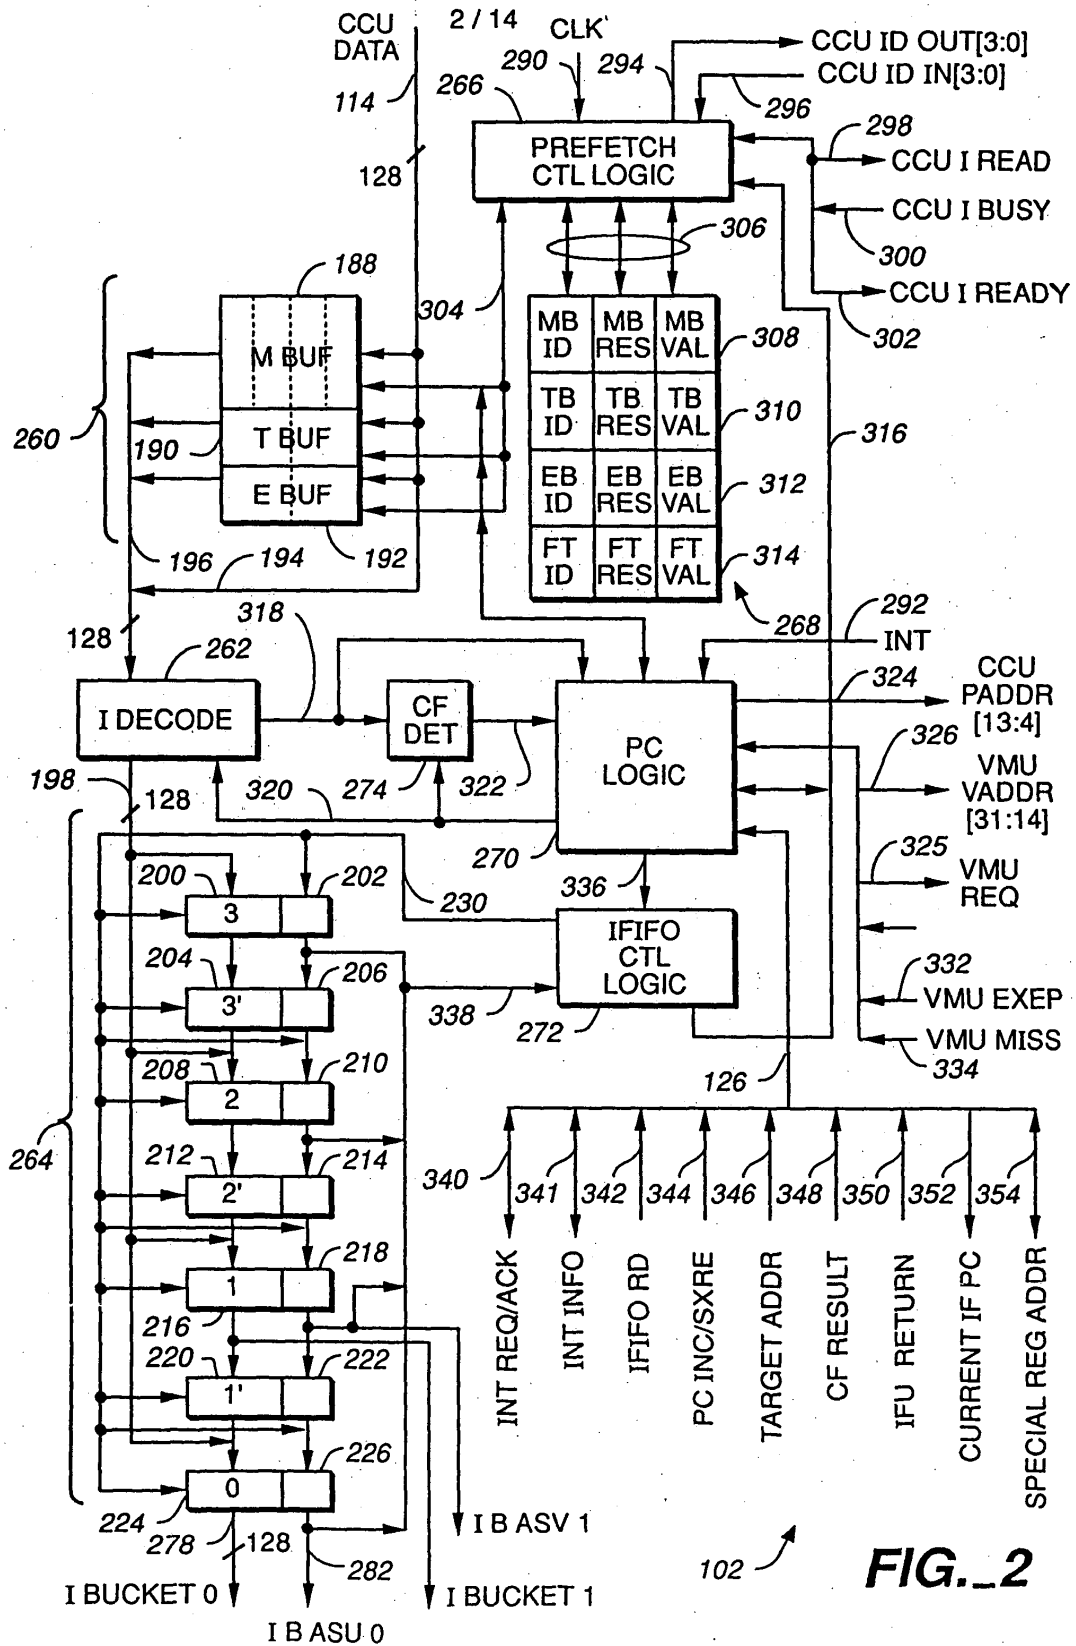 CCU
DATA
2 / 14
CLK
290
294
CCU ID OUT[3:0]
CCU ID IN[3:0]
296
266
114
128
PREFETCH
CTL LOGIC
298
CCU I READ
CCU I BUSY
300
CCU I READY
302
306
304
188
M BUF
T BUF
E BUF
190
192
260
196
194
MB ID
MB RES
MB VAL
308
TB ID
TB RES
TB VAL
310
EB ID
EB RES
EB VAL
312
FT ID
FT RES
FT VAL
314
268
316
292
INT
128
262
318
I DECODE
CF
DET
274
322
320
PC
LOGIC
270
324
CCU
PADDR
[13:4]
326
VMU
VADDR
[31:14]
325
VMU
REQ
332
VMU EXEP
VMU MISS
334
198
128
336
230
IFIFO
CTL
LOGIC
272
338
126
264
200
202
3
204
206
3'
208
210
2
212
214
2'
218
1
216
220
222
1'
226
0
224
278
128
282
I BUCKET 0
I B ASU 0
I BUCKET 1
I B ASV 1
340
341
342
344
346
348
350
352
354
INT REQ/ACK
INT INFO
IFIFO RD
PC INC/SXRE
TARGET ADDR
CF RESULT
IFU RETURN
CURRENT IF PC
SPECIAL REG ADDR
102
FIG._2